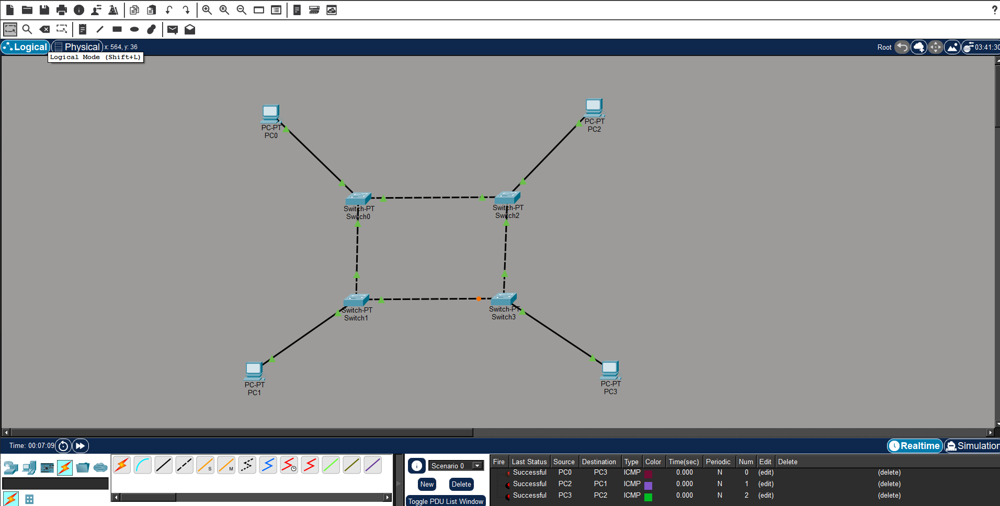 ?
Logical
Physical
x: 564, y: 36
Root
03:41:30
Logical Mode (Shift+L)
PC-PT
PC0
PC-PT
PC2
Switch-PT
Switch0
Switch-PT
Switch2
Switch-PT
Switch1
Switch-PT
Switch3
PC-PT
PC1
PC-PT
PC3
Time: 00:07:09
Realtime
Simulation
S
M
Scenario 0
New
Delete
Toggle PDU List Window
Fire Last Status Source Destination Type Color Time(sec) Periodic Num Edit Delete
Successful PC0 PC3 ICMP 0.000 N 0 (edit) (delete)
Successful PC2 PC1 ICMP 0.000 N 1 (edit) (delete)
Successful PC3 PC2 ICMP 0.000 N 2 (edit) (delete)